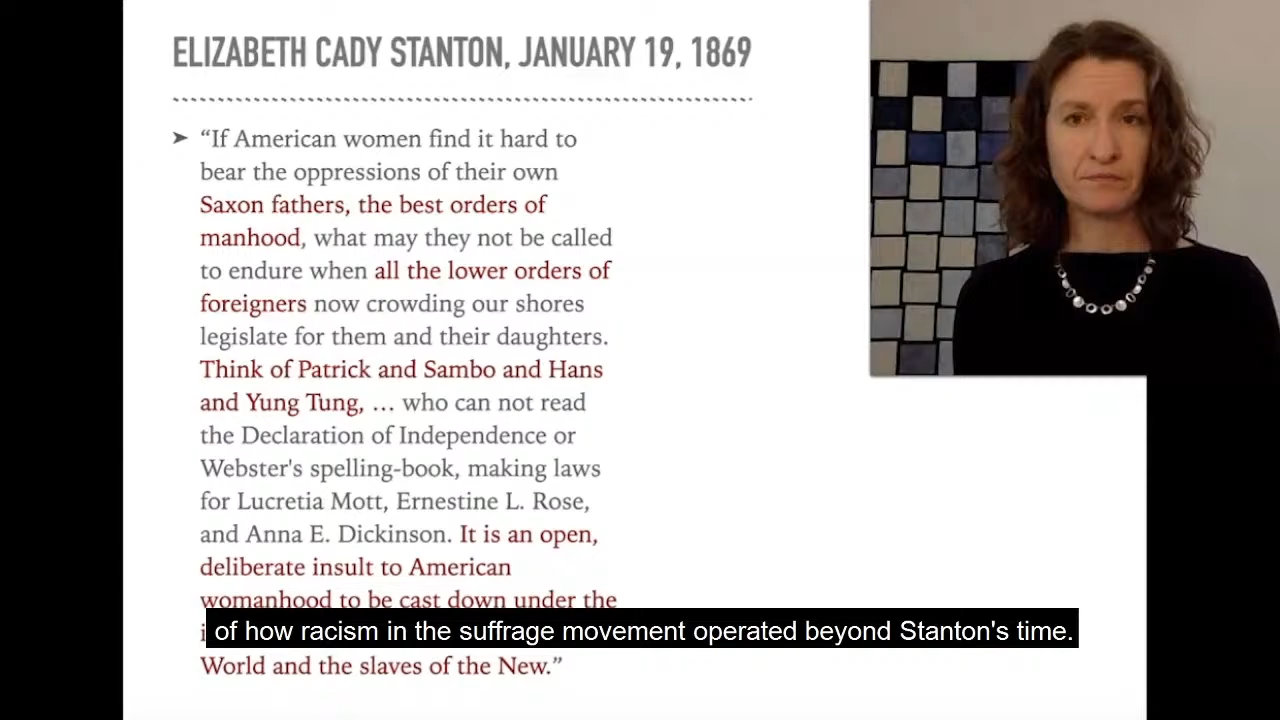 ELIZABETH CADY STANTON, JANUARY 19, 1869
➤ “If American women find it hard to
bear the oppressions of their own
Saxon fathers, the best orders of
manhood, what may they not be called
to endure when all the lower orders of
foreigners now crowding our shores
legislate for them and their daughters.
Think of Patrick and Sambo and Hans
and Yung Tung, … who can not read
the Declaration of Independence or
Webster's spelling-book, making laws
for Lucretia Mott, Ernestine L. Rose,
and Anna E. Dickinson. It is an open,
deliberate insult to American
womanhood to be cast down under the
of how racism in the suffrage movement operated beyond Stanton's time.
World and the slaves of the New.”